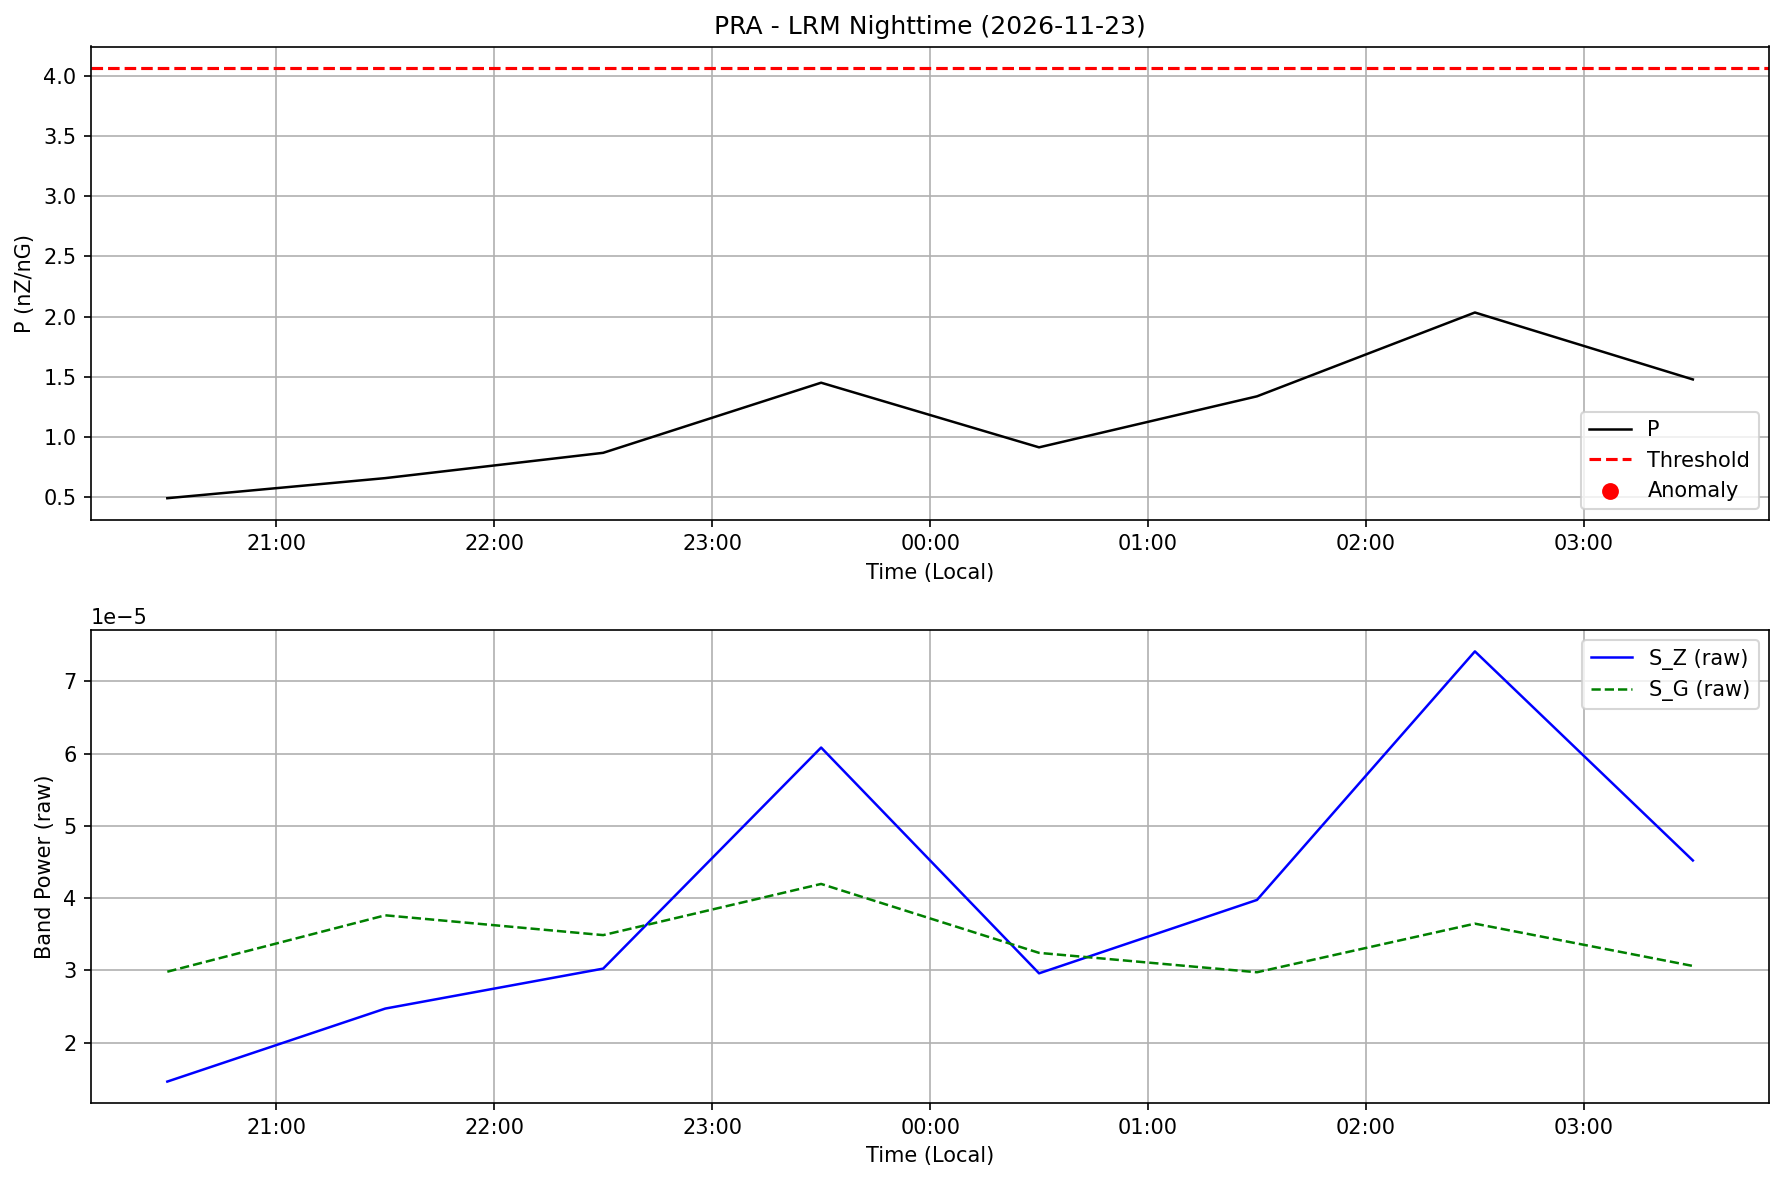 PRA - LRM Nighttime (2026-11-23)
P (nZ/nG)
4.0
3.5
3.0
2.5
2.0
1.5
1.0
0.5
P
Threshold
Anomaly
21:00 22:00 23:00 00:00 01:00 02:00 03:00
Time (Local)
1e−5
Band Power (raw)
7
6
5
4
3
2
S_Z (raw)
S_G (raw)
21:00 22:00 23:00 00:00 01:00 02:00 03:00
Time (Local)